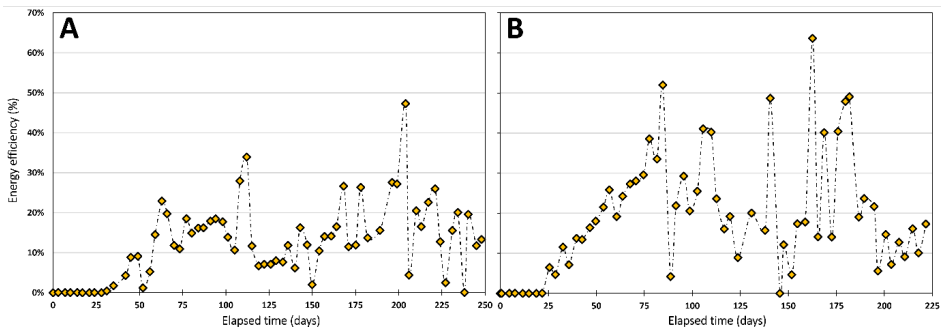 A
B
Energy efficiency (%)
70%
60%
50%
40%
30%
20%
10%
0%
0 25 50 75 100 125 150 175 200 225 250
0 25 50 75 100 125 150 175 200 225
Elapsed time (days)
Elapsed time (days)